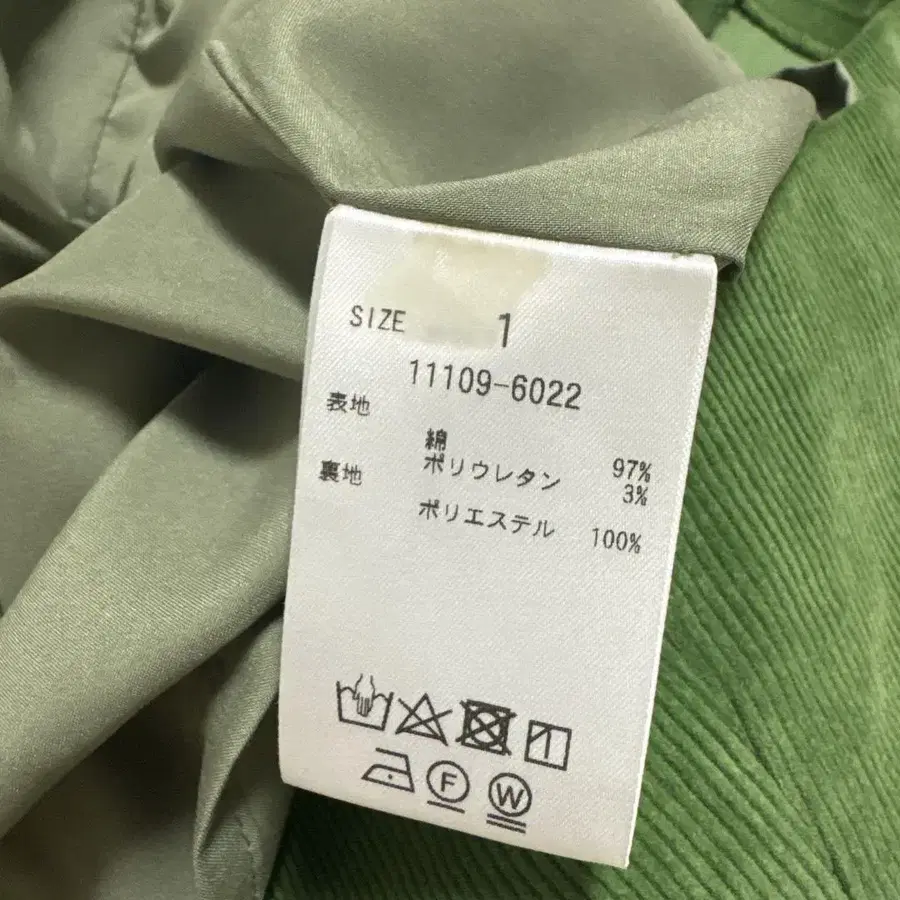 SIZE 1
11109-6022
表地
綿 97%
ポリウレタン 3%
裏地
ポリエステル 100%
F
W